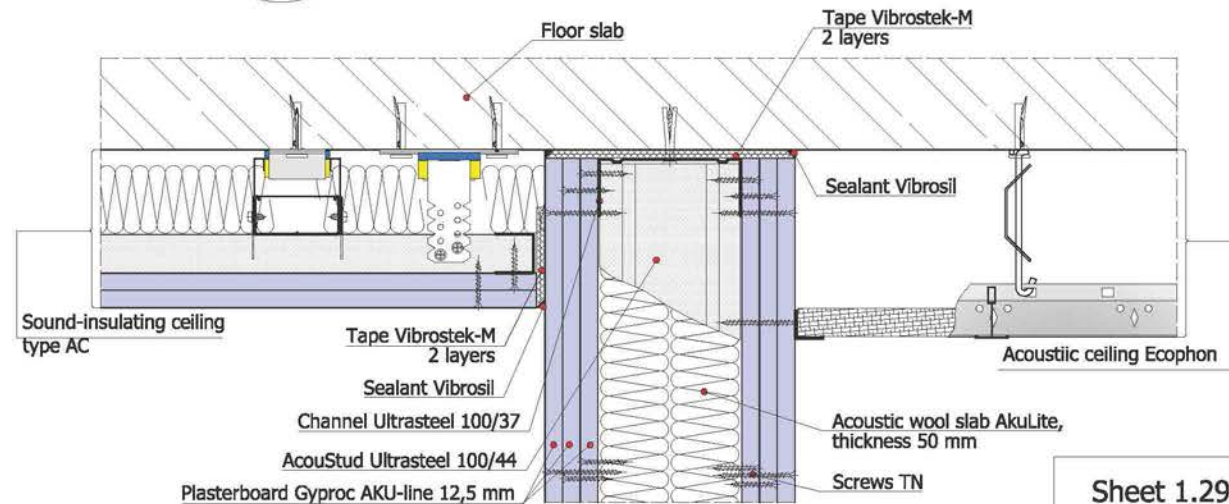 Floor slab
Tape Vibrostek-M
2 layers
Sealant Vibrosil
Sound-insulating ceiling
type AC
Tape Vibrostek-M
2 layers
Sealant Vibrosil
Channel Ultrasteel 100/37
AcouStud Ultrasteel 100/44
Plasterboard Gyproc AKU-line 12,5 mm
Acoustiic ceiling Ecophon
Acoustic wool slab AkuLite,
thickness 50 mm
Screws TN
Sheet 1.29